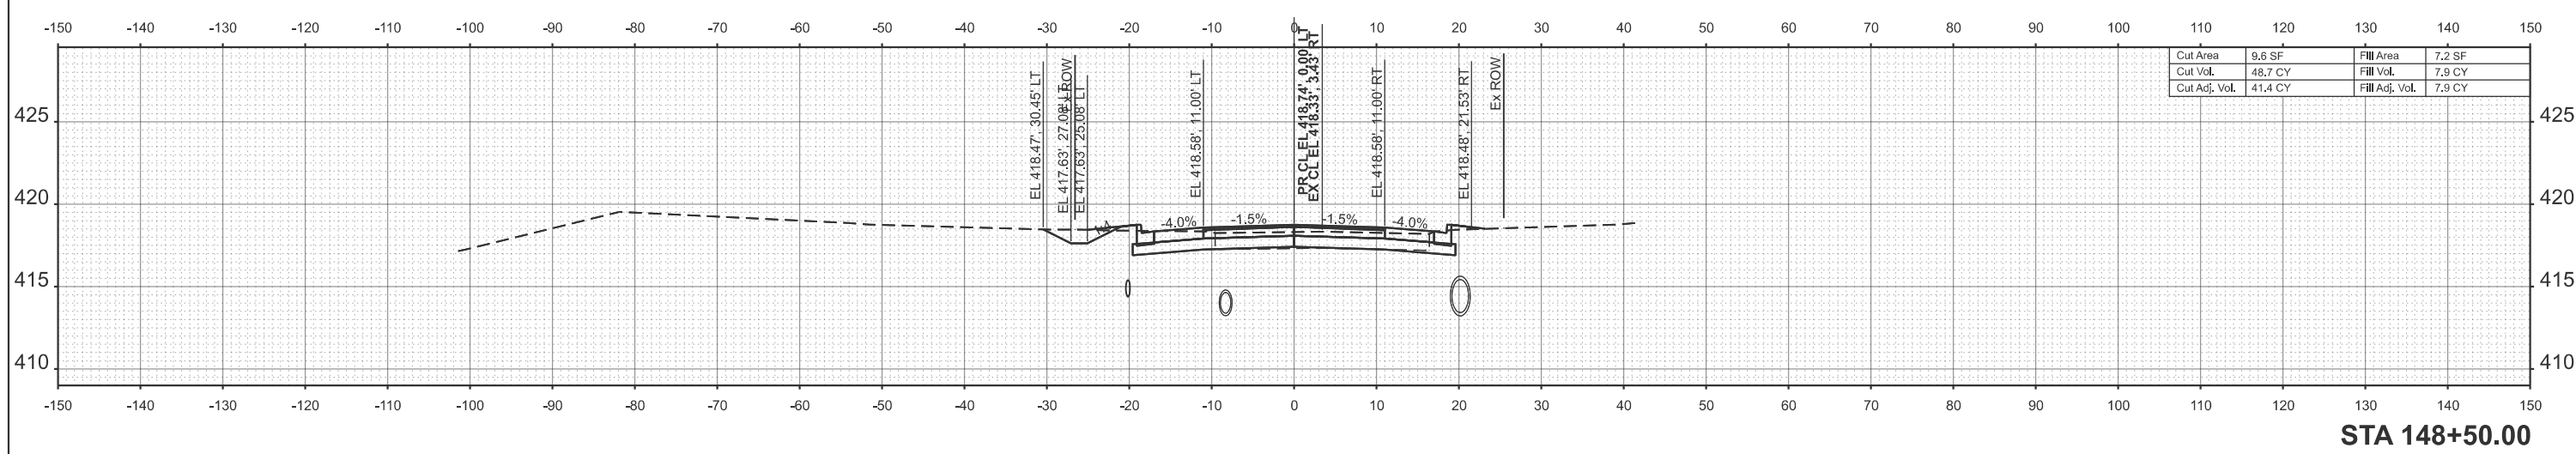 -150 -140 -130 -120 -110 -100 -90 -80 -70 -60 -50 -40 -30 -20 -10 0 10 20 30 40 50 60 70 80 90 100 110 120 130 140 150
Cut Area 9.6 SF Fill Area 7.2 SF
Cut Vol. 48.7 CY Fill Vol. 7.9 CY
Cut Adj. Vol. 41.4 CY Fill Adj. Vol. 7.9 CY
EL 418.47', 30.45' LT
EL 417.63', 27.08' LT
Ex ROW
EL 417.63', 25.08' LT
EL 418.58', 11.00' LT
PR CL EL 418.74', 0.00' LT
EX CL EL 418.33', 3.43' RT
EL 418.58', 11.00' RT
EL 418.48', 21.53' RT
Ex ROW
425 425
420 420
-4.0% -1.5% -1.5% -4.0%
415 415
410 410
-150 -140 -130 -120 -110 -100 -90 -80 -70 -60 -50 -40 -30 -20 -10 0 10 20 30 40 50 60 70 80 90 100 110 120 130 140 150
STA 148+50.00